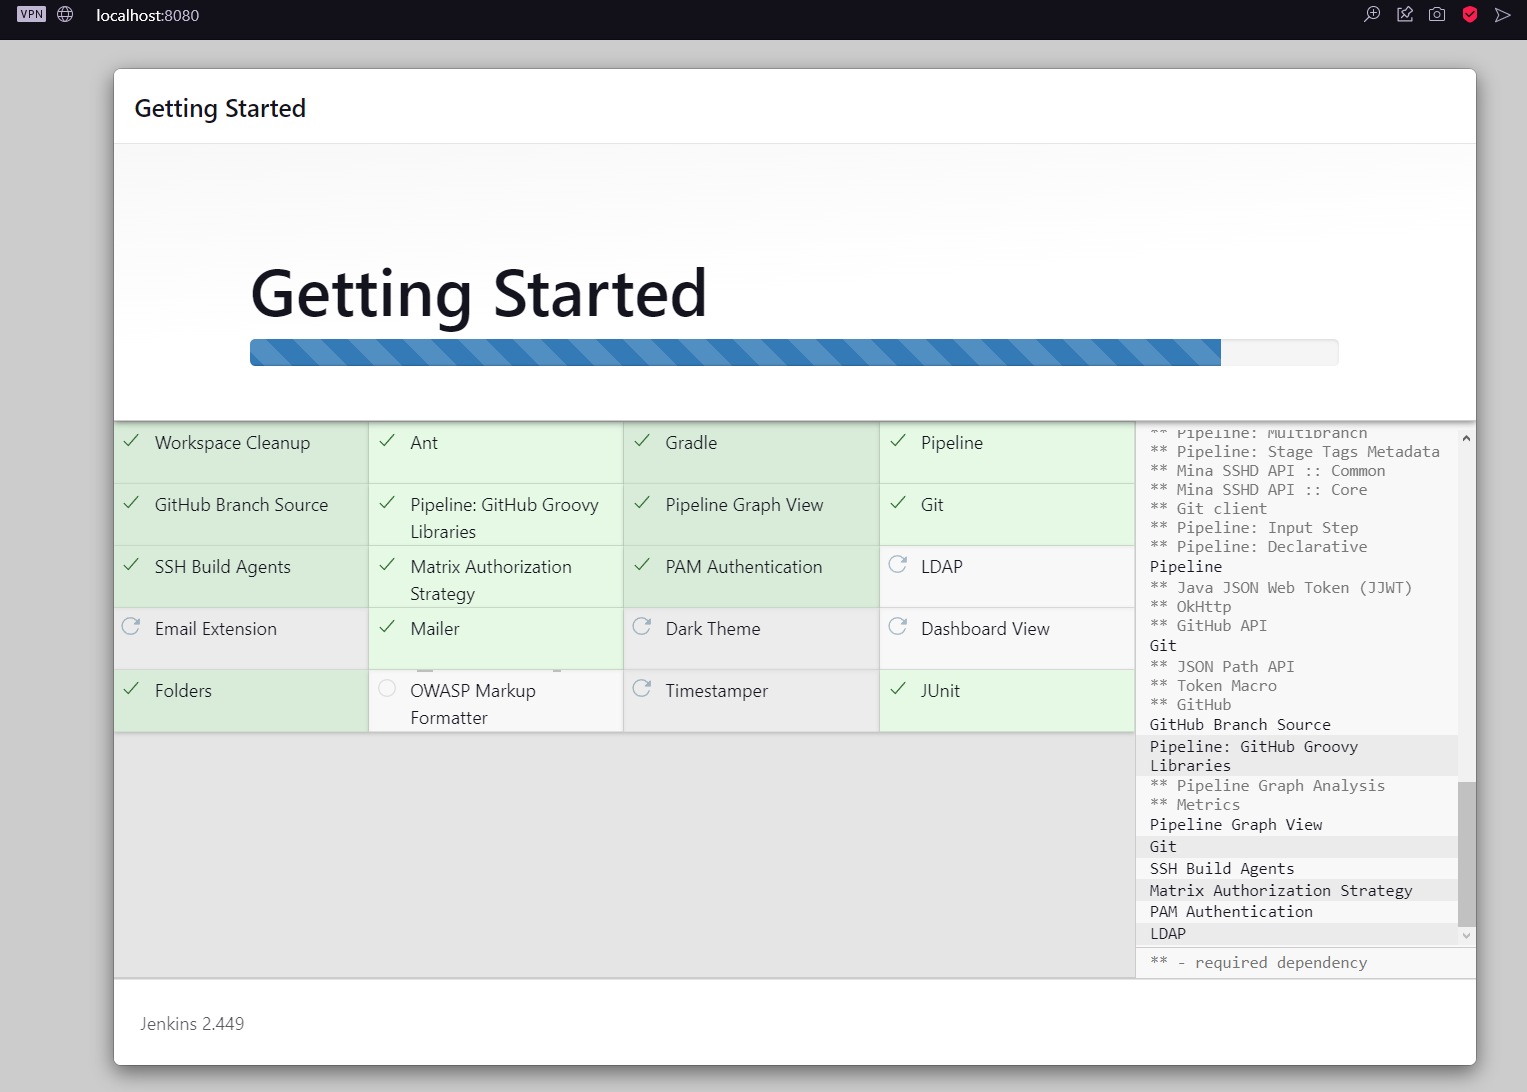 VPN localhost:8080
Getting Started
Getting Started
Workspace Cleanup
Ant
Gradle
Pipeline
GitHub Branch Source
Pipeline: GitHub Groovy
Libraries
Pipeline Graph View
Git
SSH Build Agents
Matrix Authorization
Strategy
PAM Authentication
LDAP
Email Extension
Mailer
Dark Theme
Dashboard View
Folders
OWASP Markup
Formatter
Timestamper
JUnit
** Pipeline: Multibranch
** Pipeline: Stage Tags Metadata
** Mina SSHD API :: Common
** Mina SSHD API :: Core
** Git client
** Pipeline: Input Step
** Pipeline: Declarative
Pipeline
** Java JSON Web Token (JJWT)
** OkHttp
** GitHub API
Git
** JSON Path API
** Token Macro
** GitHub
GitHub Branch Source
Pipeline: GitHub Groovy
Libraries
** Pipeline Graph Analysis
** Metrics
Pipeline Graph View
Git
SSH Build Agents
Matrix Authorization Strategy
PAM Authentication
LDAP
** - required dependency
Jenkins 2.449